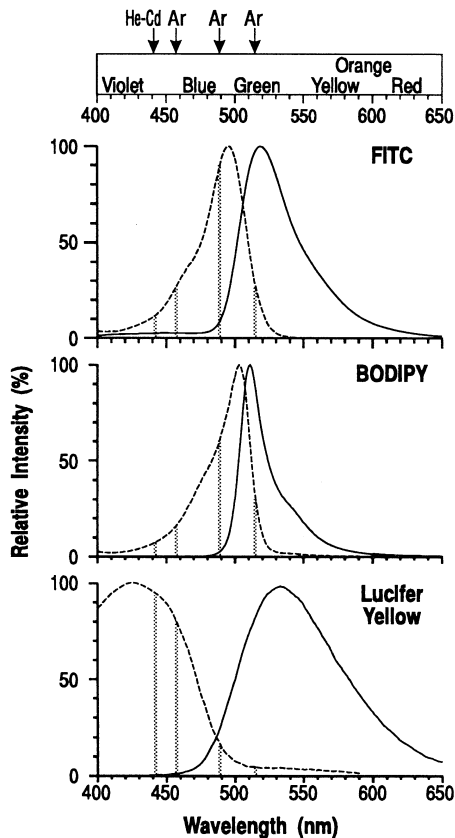 He-Cd Ar Ar Ar
Orange
Violet Blue Green Yellow Red
400 450 500 550 600 650
100
FITC
50
0
100
BODIPY
50
0
100
Lucifer
Yellow
50
0
400 450 500 550 600 650
Relative Intensity (%)
Wavelength (nm)